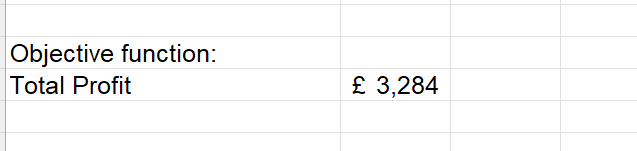 Objective function:
Total Profit £ 3,284